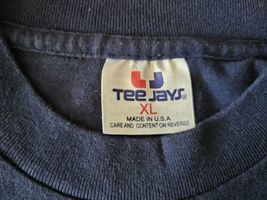 Tee Jays®
XL
MADE IN U.S.A.
CARE AND CONTENT ON REVERSE